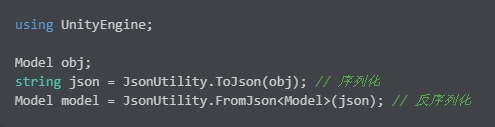 using UnityEngine;
Model obj;
string json = JsonUtility.ToJson(obj); // 序列化
Model model = JsonUtility.FromJson<Model>(json); // 反序列化